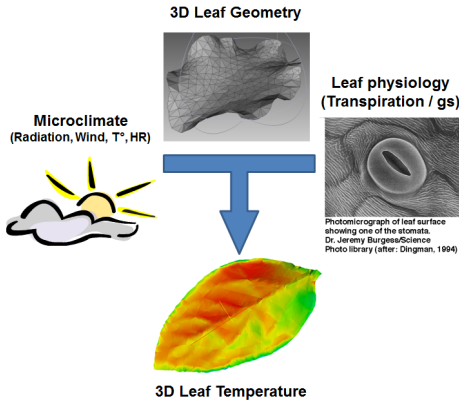 3D Leaf Geometry
Leaf physiology
(Transpiration / gs)
Microclimate
(Radiation, Wind, T°, HR)
Photomicrograph of leaf surface
showing one of the stomata.
Dr. Jeremy Burgess/Science
Photo library (after: Dingman, 1994)
3D Leaf Temperature